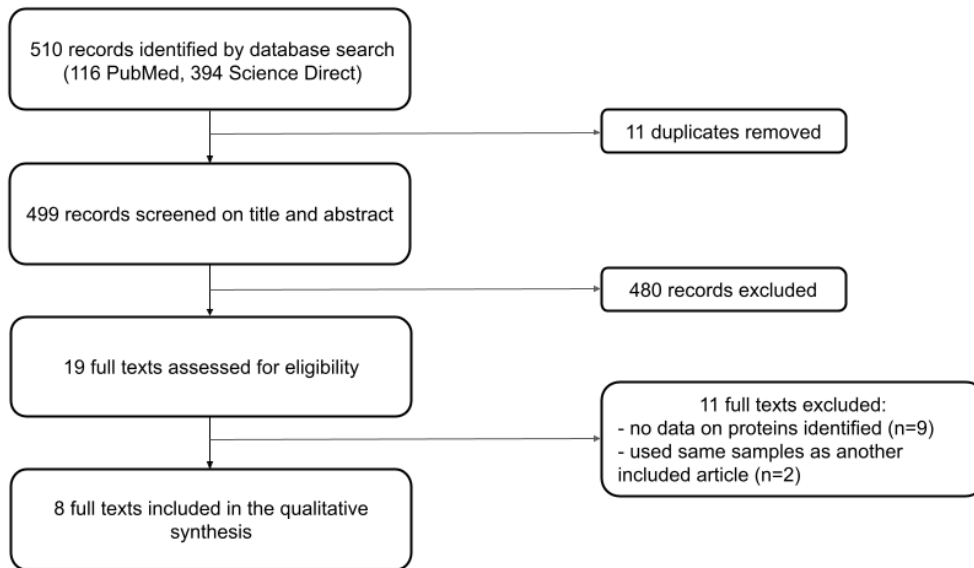 510 records identified by database search
(116 PubMed, 394 Science Direct)
11 duplicates removed
499 records screened on title and abstract
480 records excluded
19 full texts assessed for eligibility
11 full texts excluded:
- no data on proteins identified (n=9)
- used same samples as another
included article (n=2)
8 full texts included in the qualitative
synthesis